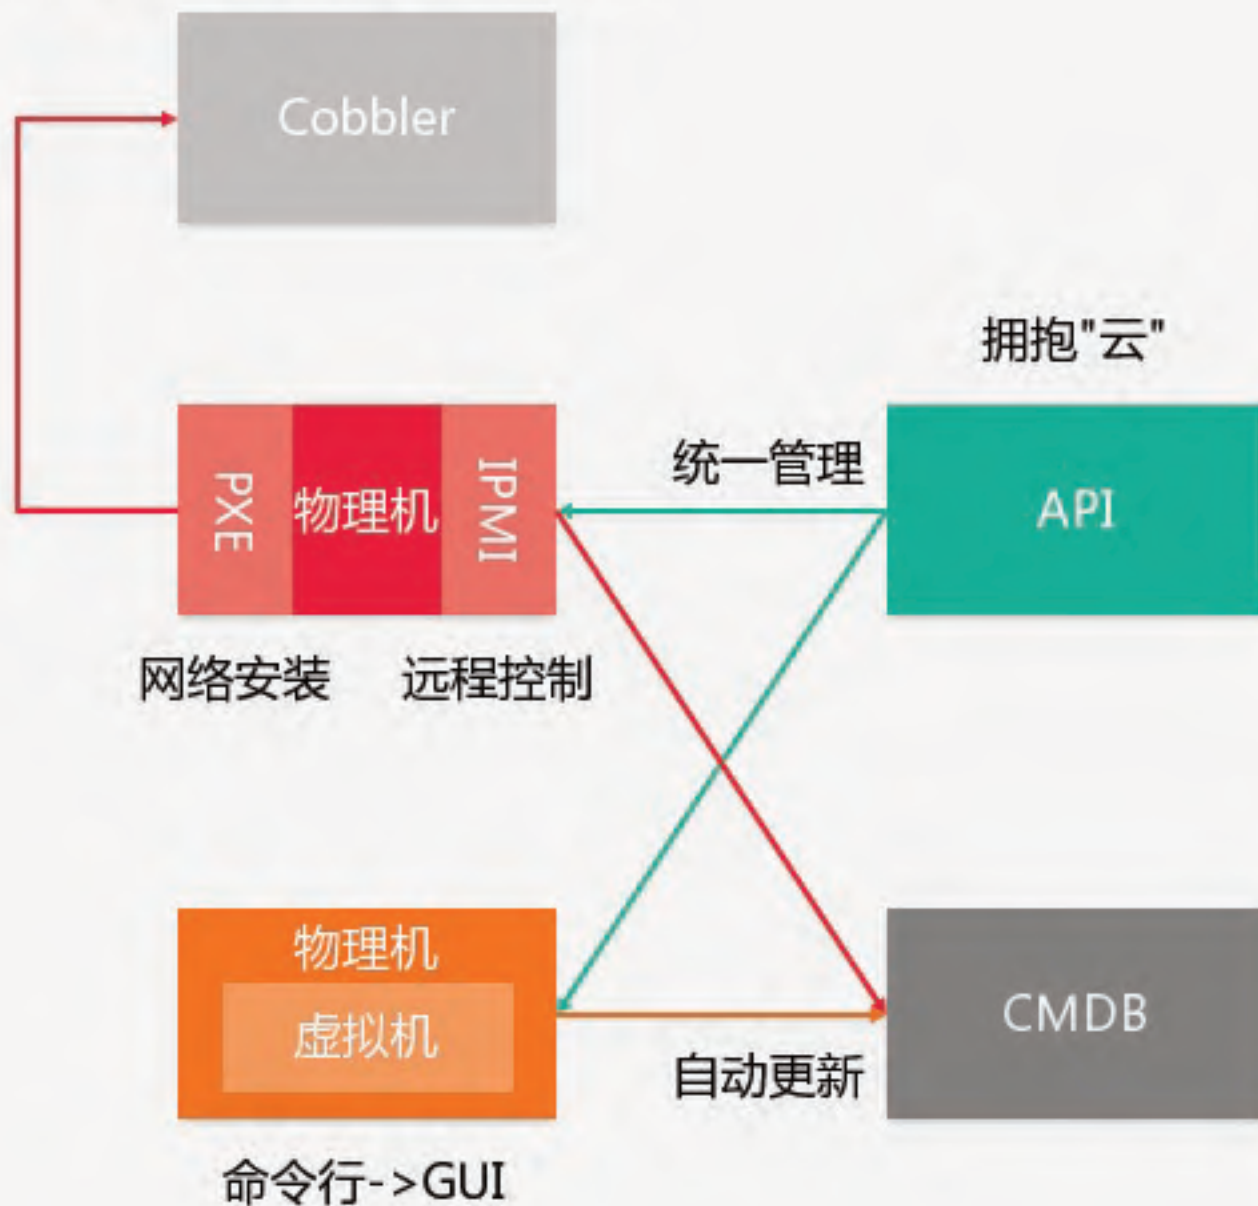 Cobbler
拥抱"云"
统一管理
PXE
物理机
IPMI
API
网络安装
远程控制
物理机
虚拟机
CMDB
自动更新
命令行->GUI